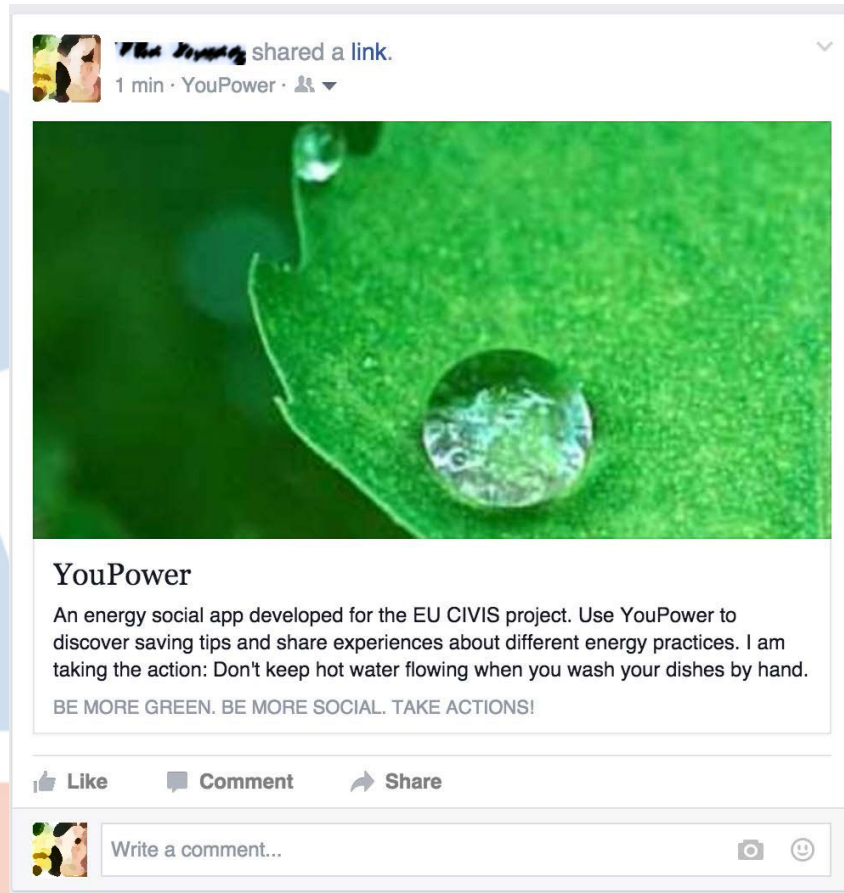 shared a link.
1 min · YouPower ·
YouPower
An energy social app developed for the EU CIVIS project. Use YouPower to
discover saving tips and share experiences about different energy practices. I am
taking the action: Don't keep hot water flowing when you wash your dishes by hand.
BE MORE GREEN. BE MORE SOCIAL. TAKE ACTIONS!
Like Comment Share
Write a comment...